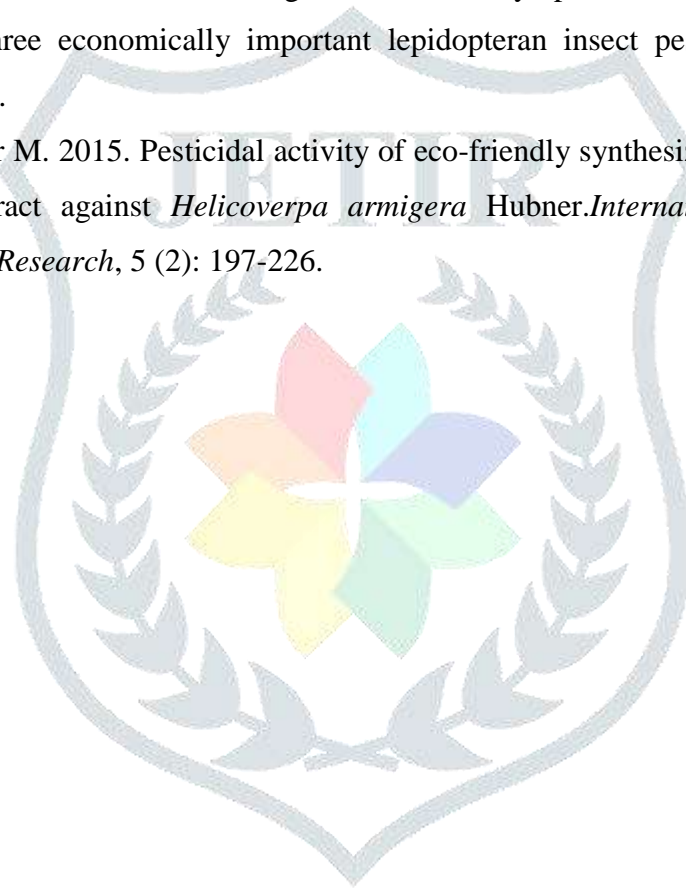 hree economically important lepidopteran insect pe
.
r M. 2015. Pesticidal activity of eco-friendly synthesi
ract against Helicoverpa armigera Hubner.Interna
Research, 5 (2): 197-226.
JETIR